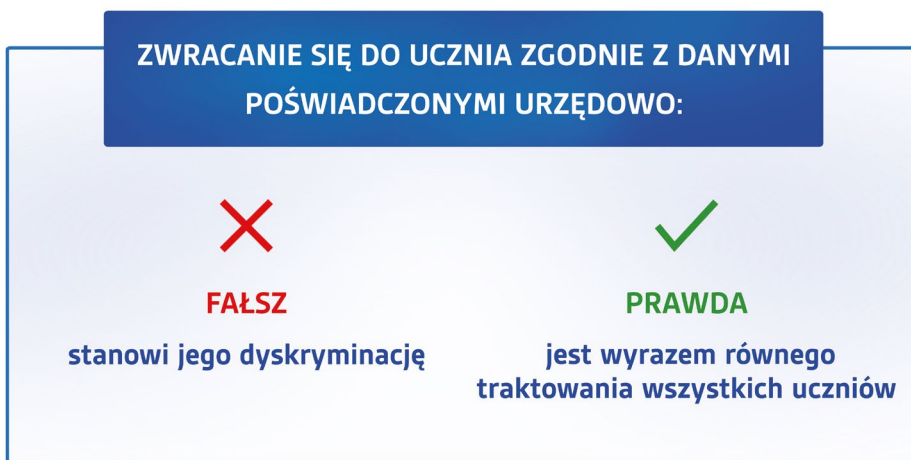 ZWRACANIE SIĘ DO UCZNIA ZGODNIE Z DANYMI
POŚWIADCZONYMI URZĘDOWO:
FAŁSZ
stanowi jego dyskryminację
PRAWDA
jest wyrazem równego
traktowania wszystkich uczniów